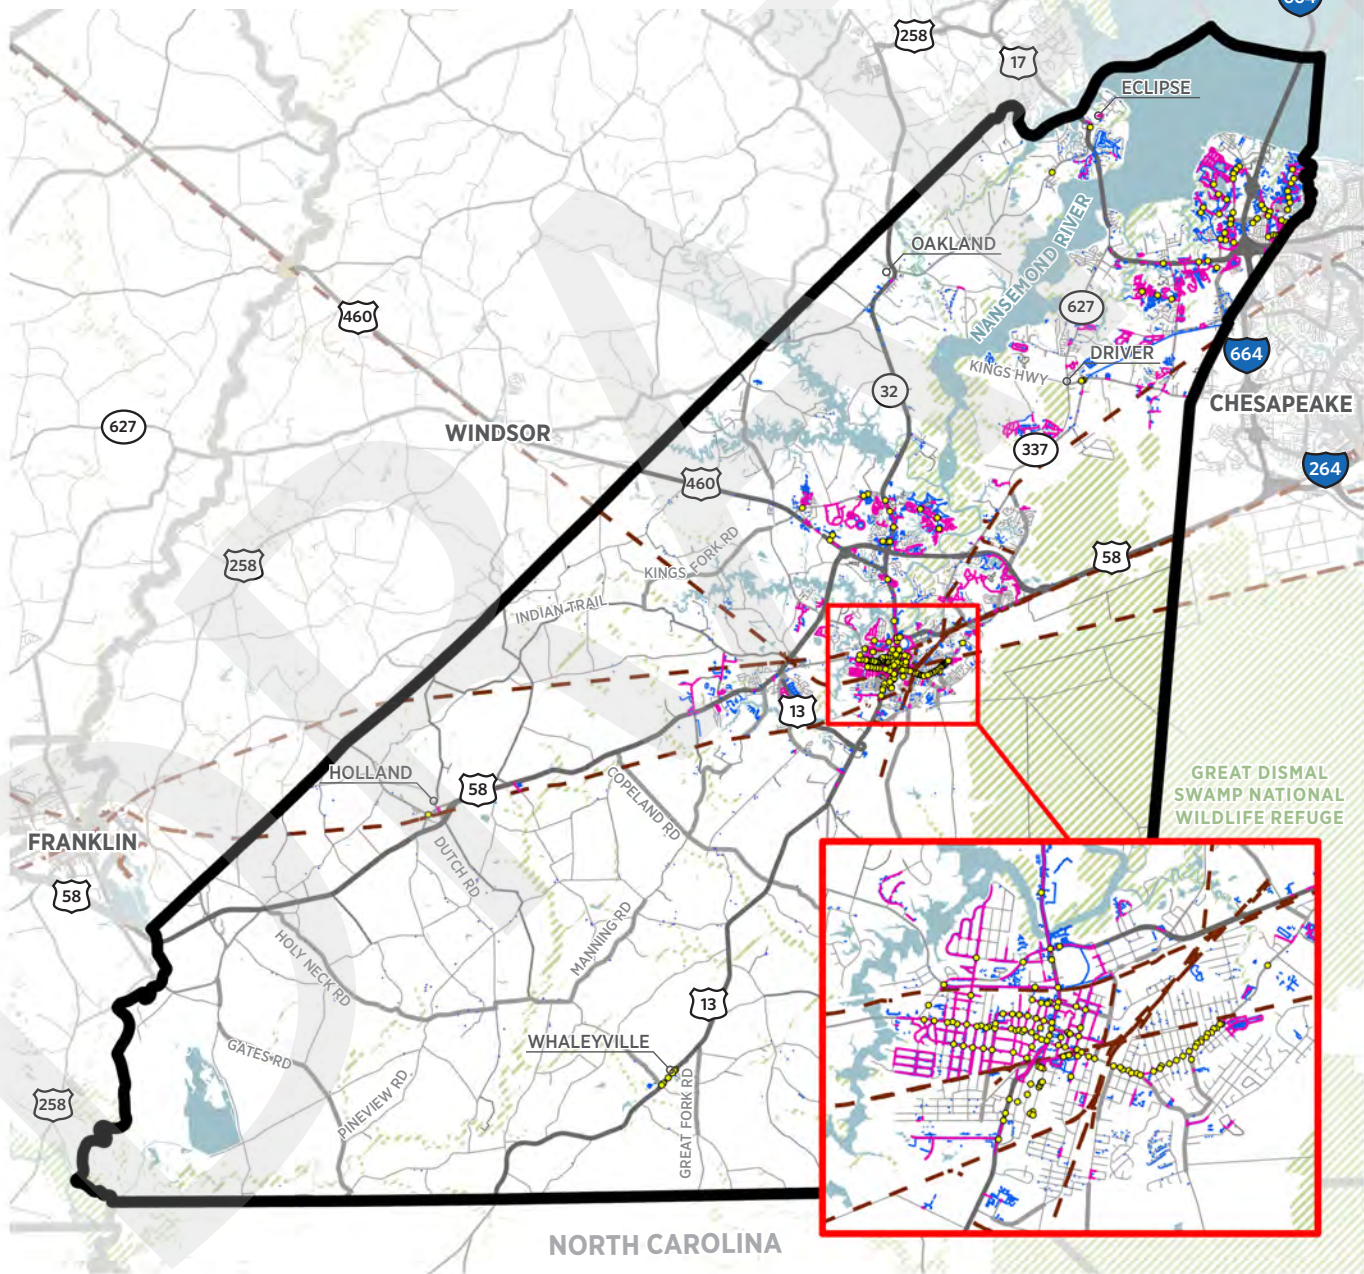 664
258
17
ECLIPSE
OAKLAND
NANSEMOND RIVER
627
460
DRIVER
664
KINGS HWY
32
CHESAPEAKE
627
WINDSOR
337
264
460
KINGS FORK RD
58
258
INDIAN TRAIL
13
HOLLAND
58
GREAT DISMAL
SWAMP NATIONAL
WILDLIFE REFUGE
COPELAND RD
FRANKLIN
DUTCH RD
58
MANNING RD
HOLY NECK RD
13
WHALEYVILLE
GATES RD
258
PINEVIEW RD
GREAT FORK RD
NORTH CAROLINA
DRAFT